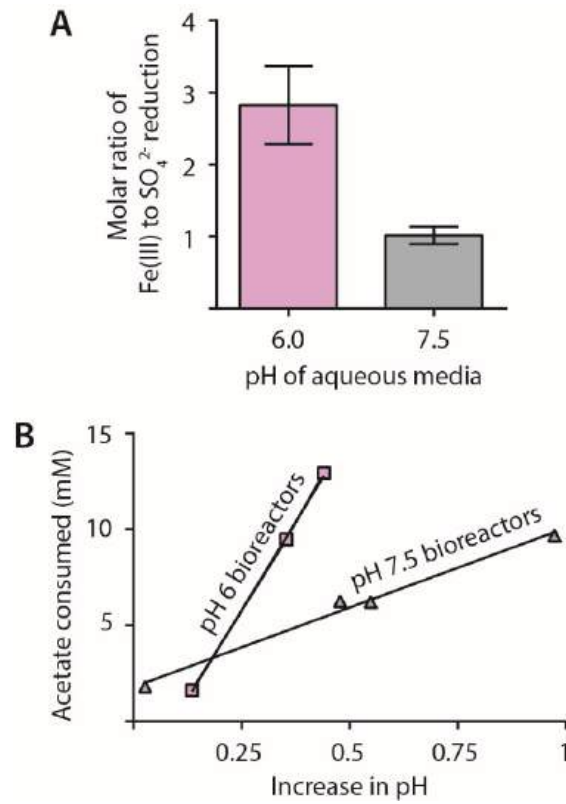 A
Molar ratio of
Fe(III) to SO₄²⁻ reduction
4
3
2
1
6.0
7.5
pH of aqueous media
B
Acetate consumed (mM)
15
10
5
pH 6 bioreactors
pH 7.5 bioreactors
0.25
0.5
0.75
1
Increase in pH